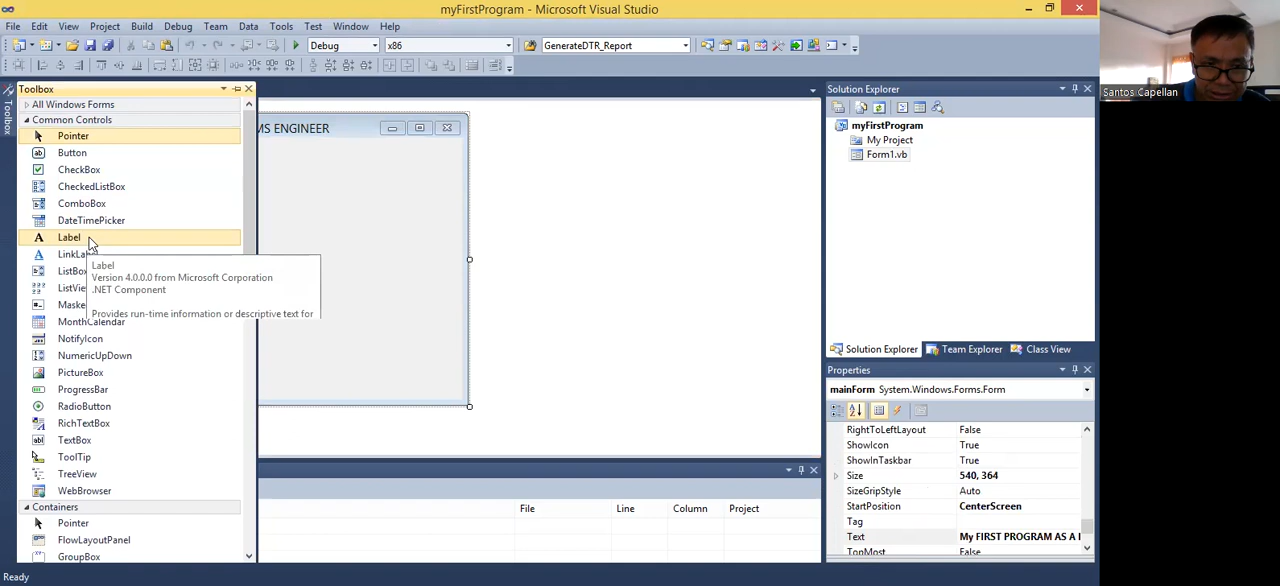 myFirstProgram - Microsoft Visual Studio
File Edit View Project Build Debug Team Data Tools Test Window Help
Debug x86 GenerateDTR_Report
Toolbox
Toolbox
All Windows Forms
Common Controls
Pointer
Button
CheckBox
CheckedListBox
ComboBox
DateTimePicker
Label
LinkLa
ListBo
ListVie
Maske
MonthCalendar
NotifyIcon
NumericUpDown
PictureBox
ProgressBar
RadioButton
RichTextBox
TextBox
ToolTip
TreeView
WebBrowser
Containers
Pointer
FlowLayoutPanel
GroupBox
Label
Version 4.0.0.0 from Microsoft Corporation
.NET Component
Provides run-time information or descriptive text for
MS ENGINEER
File Line Column Project
Solution Explorer
myFirstProgram
My Project
Form1.vb
Solution Explorer Team Explorer Class View
Properties
mainForm System.Windows.Forms.Form
RightToLeftLayout False
ShowIcon True
ShowInTaskbar True
Size 540, 364
SizeGripStyle Auto
StartPosition CenterScreen
Tag
Text My FIRST PROGRAM AS A
TopMost False
Ready
Santos Capellan